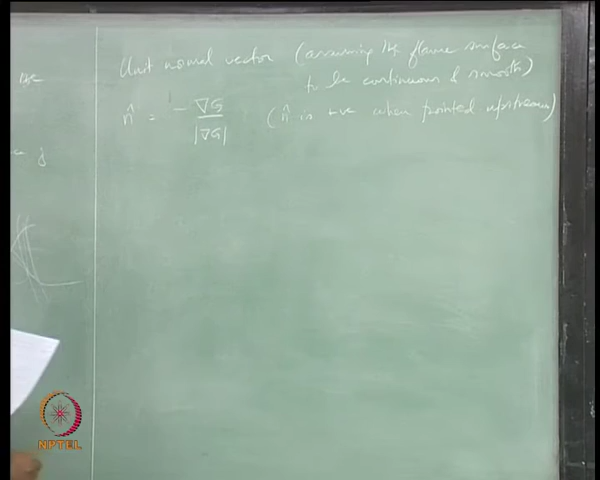 Unit normal vector (assuming the flame surface
to be continuous & smooth)
n̂ = - ∇G / |∇G| (n̂ is +ve when pointed upstream)
NPTEL